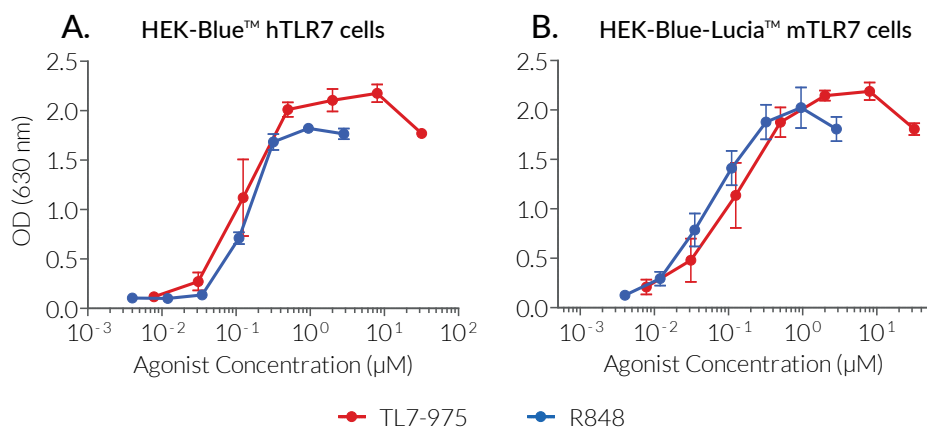 A. HEK-Blue™ hTLR7 cells
2.5
2.0
1.5
1.0
0.5
0.0
OD (630 nm)
10⁻³ 10⁻² 10⁻¹ 10⁰ 10¹ 10²
Agonist Concentration (µM)
B. HEK-Blue-Lucia™ mTLR7 cells
2.5
2.0
1.5
1.0
0.5
0.0
10⁻³ 10⁻² 10⁻¹ 10⁰ 10¹
Agonist Concentration (µM)
TL7-975 R848